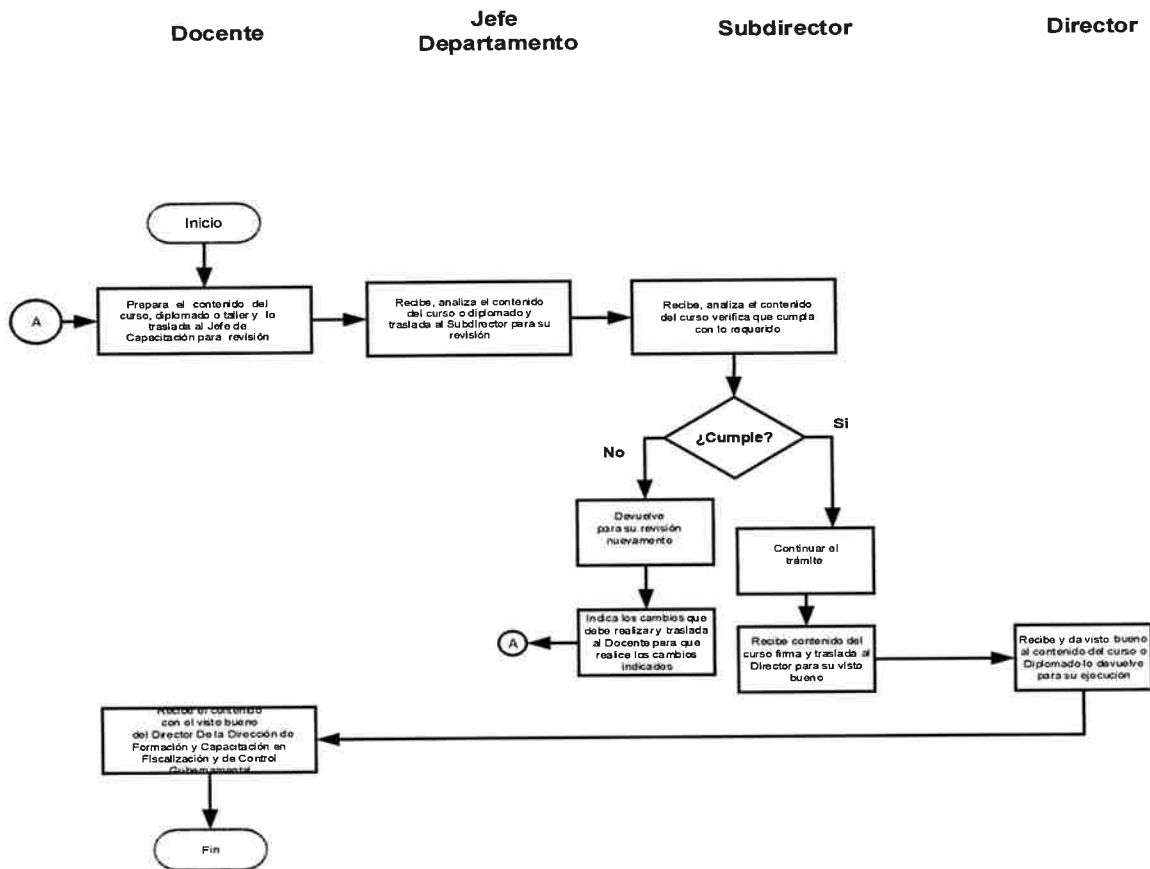 Docente
Jefe
Departamento
Subdirector
Director
Inicio
A
Prepara el contenido del
curso, diplomado o taller y lo
traslada al Jefe de
Capacitación para revisión
Recibe, analiza el contenido
del curso o diplomado y
traslada al Subdirector para su
revisión
Recibe, analiza el contenido
del curso verifica que cumpla
con lo requerido
¿Cumple?
Si
No
Devuelve
para su revisión
nuevamente
Continuar el
trámite
A
Indica los cambios que
debe realizar y traslada
al Docente para que
realice los cambios
indicados
Recibe contenido del
curso firma y traslada al
Director para su visto
bueno
Recibe y da visto bueno
al contenido del curso o
Diplomado lo devuelve
para su ejecución
Recibe el contenido
con el visto bueno
del Director De la Dirección de
Formación y Capacitación en
Fiscalización y de Control
Gubernamental
Fin